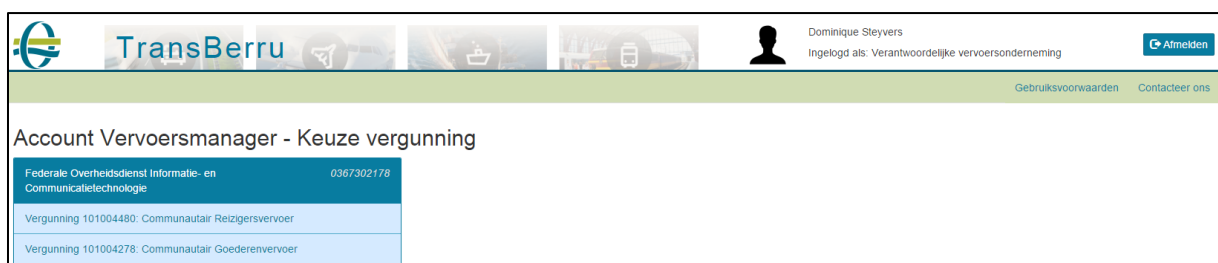 TransBerru
Dominique Steyvers
Ingelogd als: Verantwoordelijke vervoersonderneming
Afmelden
Gebruiksvoorwaarden Contacteer ons
Account Vervoersmanager - Keuze vergunning
Federale Overheidsdienst Informatie- en 0367302178
Communicatietechnologie
Vergunning 101004480: Communautair Reizigersvervoer
Vergunning 101004278: Communautair Goederenvervoer